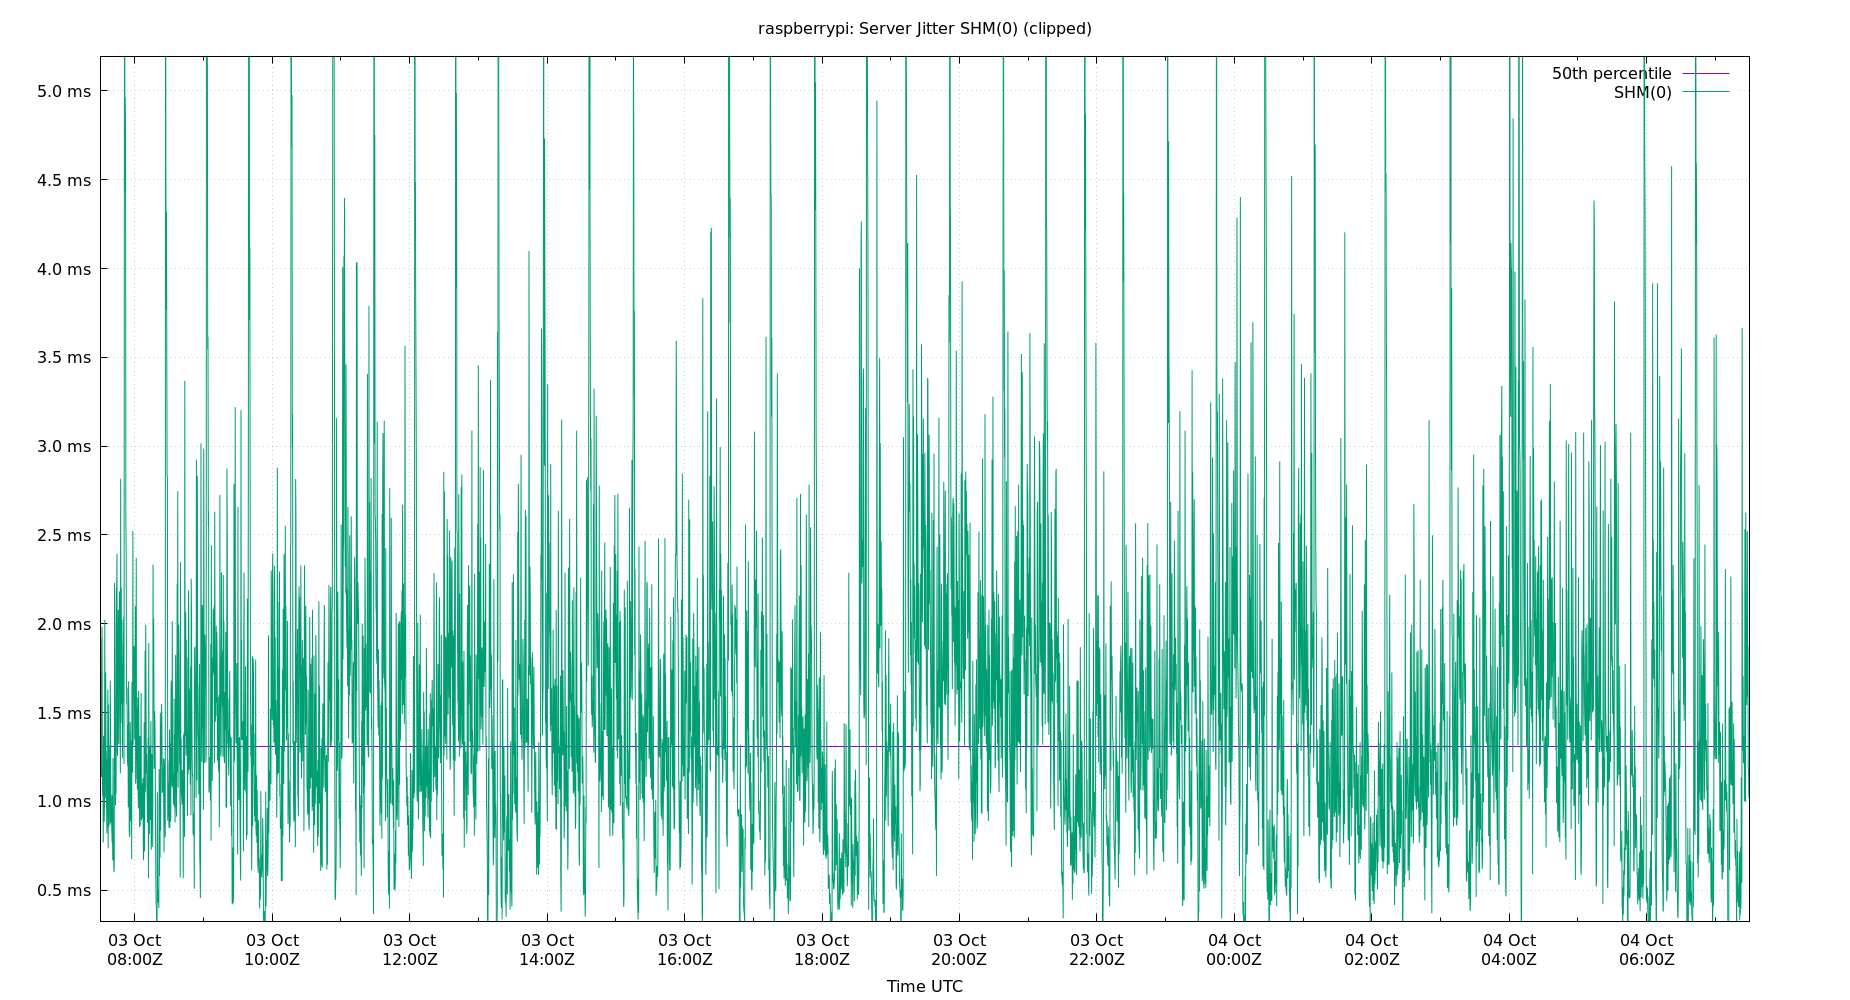 raspberrypi: Server Jitter SHM(0) (clipped)
50th percentile
SHM(0)
5.0 ms
4.5 ms
4.0 ms
3.5 ms
3.0 ms
2.5 ms
2.0 ms
1.5 ms
1.0 ms
0.5 ms
03 Oct 03 Oct 03 Oct 03 Oct 03 Oct 03 Oct 03 Oct 03 Oct 04 Oct 04 Oct 04 Oct 04 Oct
08:00Z 10:00Z 12:00Z 14:00Z 16:00Z 18:00Z 20:00Z 22:00Z 00:00Z 02:00Z 04:00Z 06:00Z
Time UTC